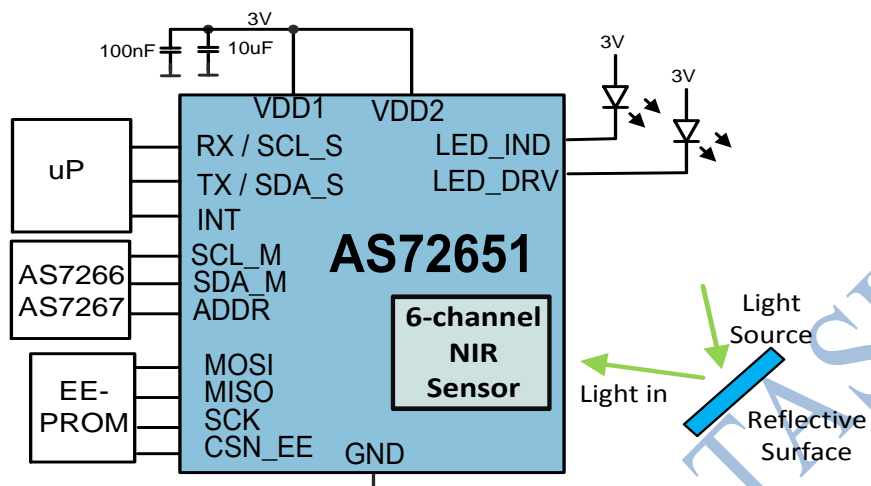 3V
100nF
10uF
3V
3V
VDD1
VDD2
uP
RX / SCL_S
TX / SDA_S
INT
LED_IND
LED_DRV
AS7266
AS7267
SCL_M
SDA_M
ADDR
AS72651
6-channel
NIR
Sensor
Light
Source
Light in
Reflective
Surface
EE-
PROM
MOSI
MISO
SCK
CSN_EE
GND
TAS